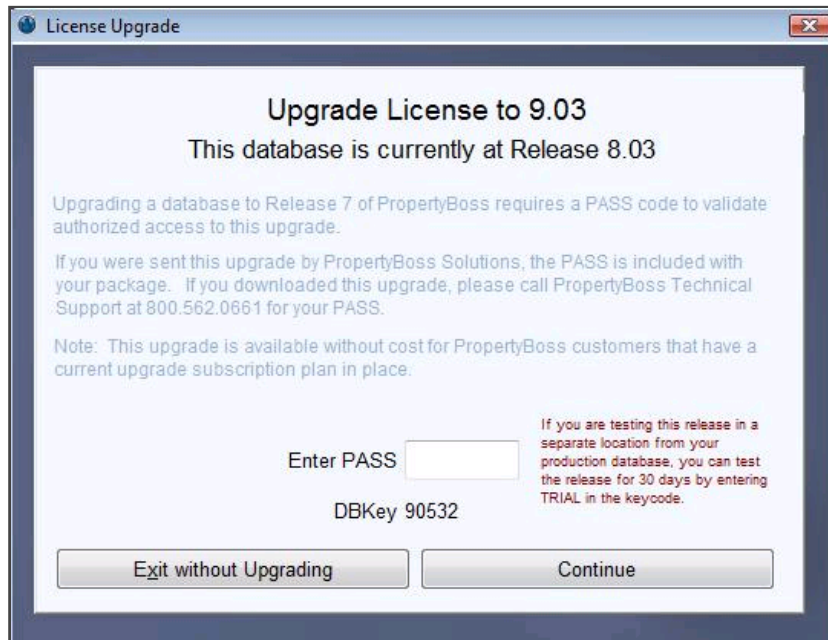 License Upgrade
Upgrade License to 9.03
This database is currently at Release 8.03
Upgrading a database to Release 7 of PropertyBoss requires a PASS code to validate
authorized access to this upgrade.
If you were sent this upgrade by PropertyBoss Solutions, the PASS is included with
your package.  If you downloaded this upgrade, please call PropertyBoss Technical
Support at 800.562.0661 for your PASS.
Note:  This upgrade is available without cost for PropertyBoss customers that have a
current upgrade subscription plan in place.
If you are testing this release in a
separate location from your
production database, you can test
the release for 30 days by entering
TRIAL in the keycode.
Enter PASS
DBKey 90532
Exit without Upgrading
Continue